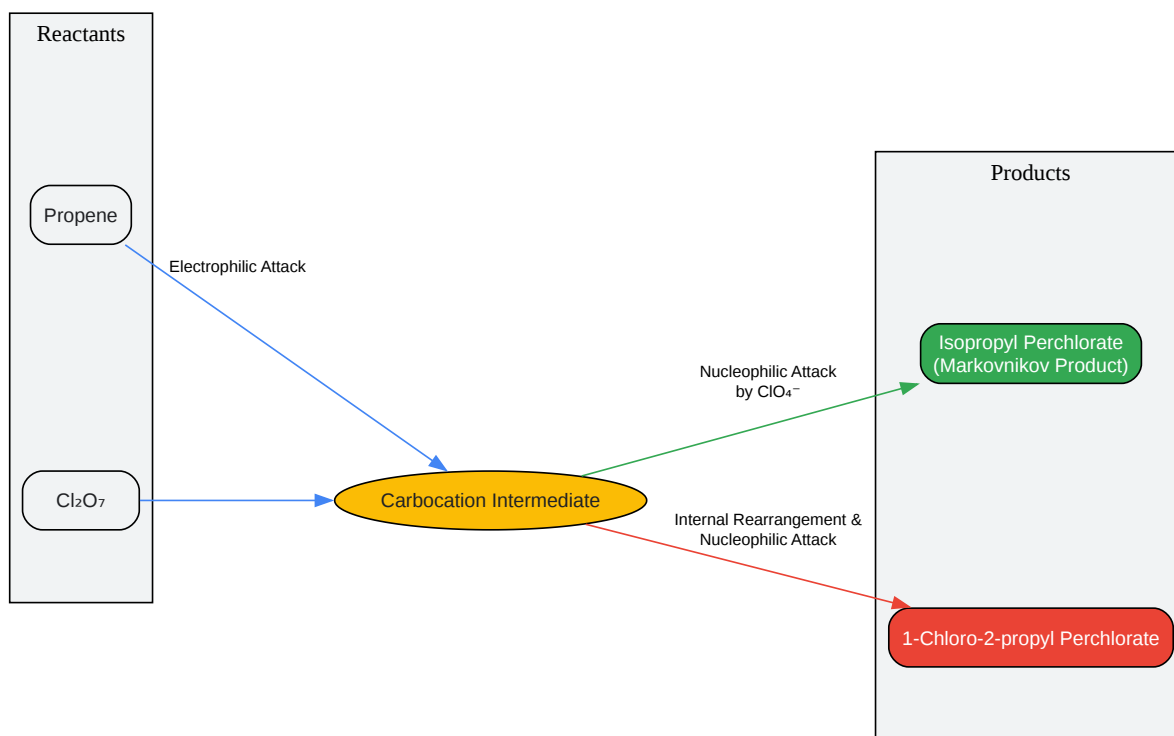 Reactants
Products
Propene
Electrophilic Attack
Isopropyl Perchlorate
(Markovnikov Product)
Nucleophilic Attack
by ClO₄⁻
Cl₂O₇
Carbocation Intermediate
Internal Rearrangement &
Nucleophilic Attack
1-Chloro-2-propyl Perchlorate